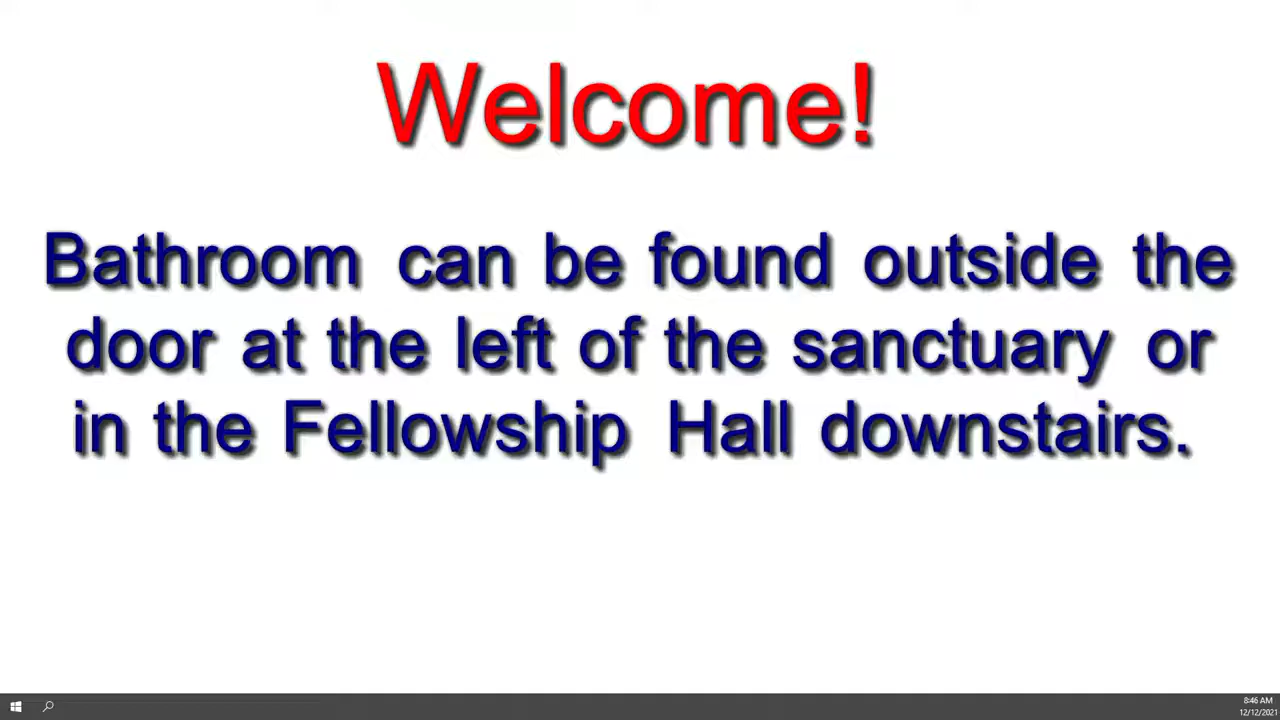 Welcome!
Bathroom can be found outside the
door at the left of the sanctuary or
in the Fellowship Hall downstairs.
8:46 AM
12/12/2021